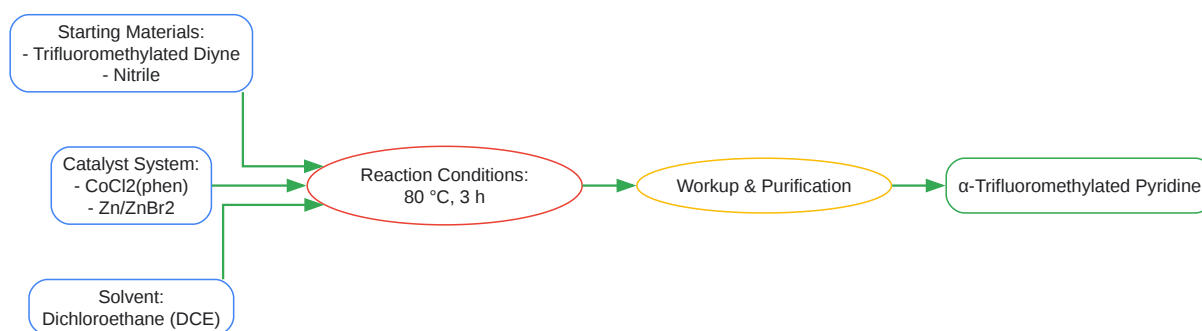 Starting Materials:
- Trifluoromethylated Diyne
- Nitrile
Catalyst System:
- CoCl2(phen)
- Zn/ZnBr2
Solvent:
Dichloroethane (DCE)
Reaction Conditions:
80 °C, 3 h
Workup & Purification
α-Trifluoromethylated Pyridine